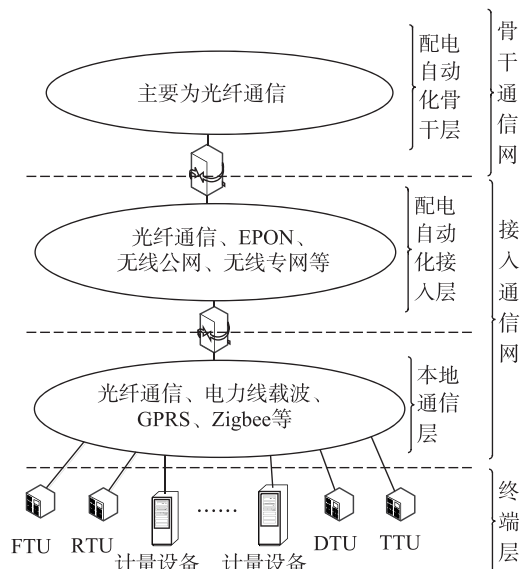 主要为光纤通信
配电
自动
化骨
干层
骨干通信网
光纤通信、EPON、
无线公网、无线专网等
配电
自动
化接
入层
接入通信网
光纤通信、电力线载波、
GPRS、Zigbee等
本地
通信
层
FTU
RTU
计量设备
……
计量设备
DTU
TTU
终端层